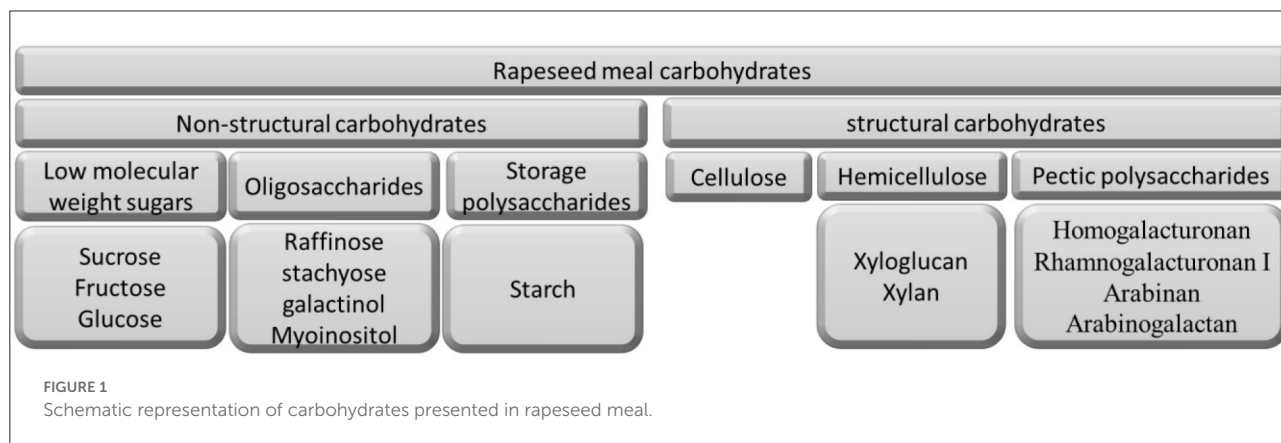 Rapeseed meal carbohydrates
Non-structural carbohydrates
structural carbohydrates
Low molecular
weight sugars
Oligosaccharides
Storage
polysaccharides
Cellulose
Hemicellulose
Pectic polysaccharides
Sucrose
Fructose
Glucose
Raffinose
stachyose
galactinol
Myoinositol
Starch
Xyloglucan
Xylan
Homogalacturonan
Rhamnogalacturonan I
Arabinan
Arabinogalactan
FIGURE 1
Schematic representation of carbohydrates presented in rapeseed meal.